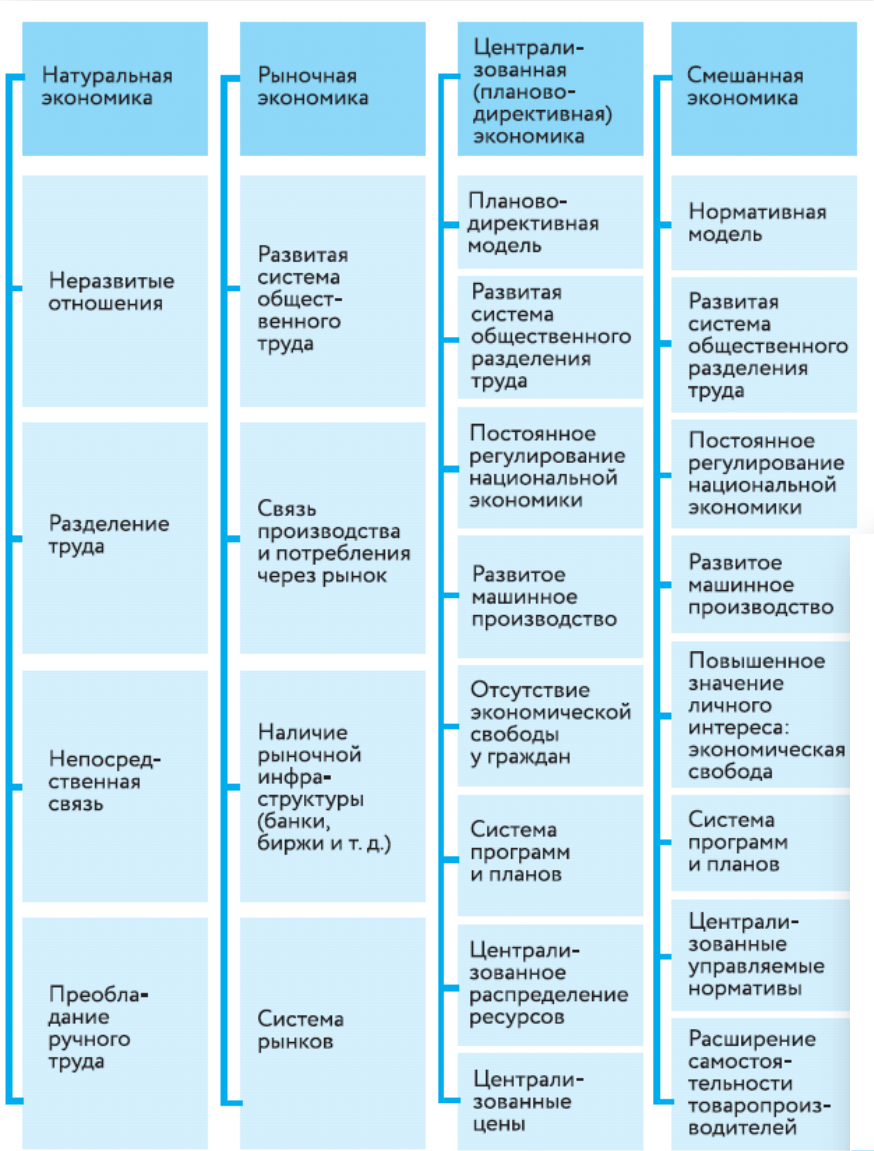 Натуральная
экономика
Неразвитые
отношения
Разделение
труда
Непосред-
ственная
связь
Преобла-
дание
ручного
труда
Рыночная
экономика
Развитая
система
общест-
венного
труда
Связь
производства
и потребления
через рынок
Наличие
рыночной
инфра-
структуры
(банки,
биржи и т. д.)
Система
рынков
Централи-
зованная
(планово-
директивная)
экономика
Планово-
директивная
модель
Развитая
система
общественного
разделения
труда
Постоянное
регулирование
национальной
экономики
Развитое
машинное
производство
Отсутствие
экономической
свободы
у граждан
Система
программ
и планов
Централи-
зованное
распределение
ресурсов
Централи-
зованные
цены
Смешанная
экономика
Нормативная
модель
Развитая
система
общественного
разделения
труда
Постоянное
регулирование
национальной
экономики
Развитое
машинное
производство
Повышенное
значение
личного
интереса:
экономическая
свобода
Система
программ
и планов
Централи-
зованные
управляемые
нормативы
Расширение
самостоя-
тельности
товаропроиз-
водителей